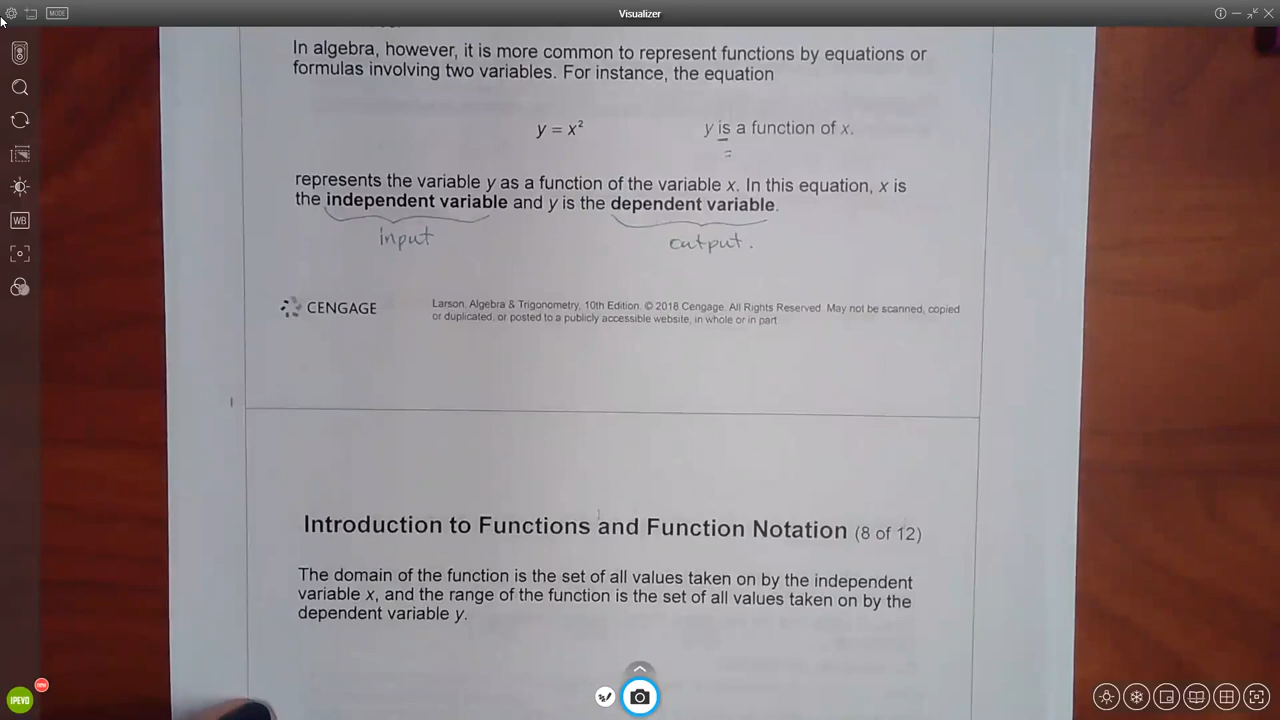 MODE
Visualizer
In algebra, however, it is more common to represent functions by equations or
formulas involving two variables. For instance, the equation
y = x²
y is a function of x.
=
represents the variable y as a function of the variable x. In this equation, x is
the independent variable and y is the dependent variable.
input
output.
WB
CENGAGE
Larson, Algebra & Trigonometry, 10th Edition. © 2018 Cengage. All Rights Reserved. May not be scanned, copied
or duplicated, or posted to a publicly accessible website, in whole or in part
Introduction to Functions and Function Notation (8 of 12)
The domain of the function is the set of all values taken on by the independent
variable x, and the range of the function is the set of all values taken on by the
dependent variable y.
IPEVO
new